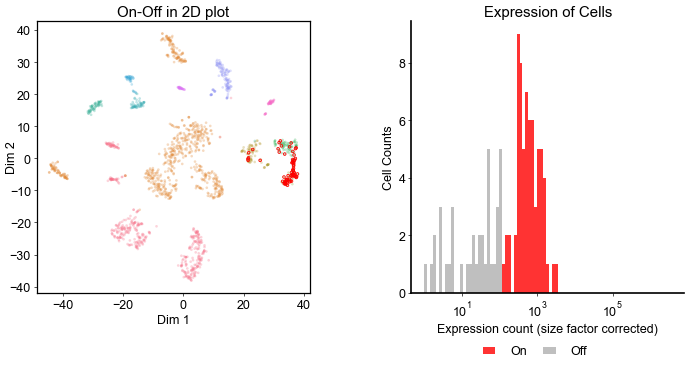 On-Off in 2D plot
Expression of Cells
40
30
20
10
0
−10
−20
−30
−40
Dim 2
−40
−20
0
20
40
Dim 1
8
6
4
2
0
Cell Counts
10^1
10^3
10^5
Expression count (size factor corrected)
On
Off